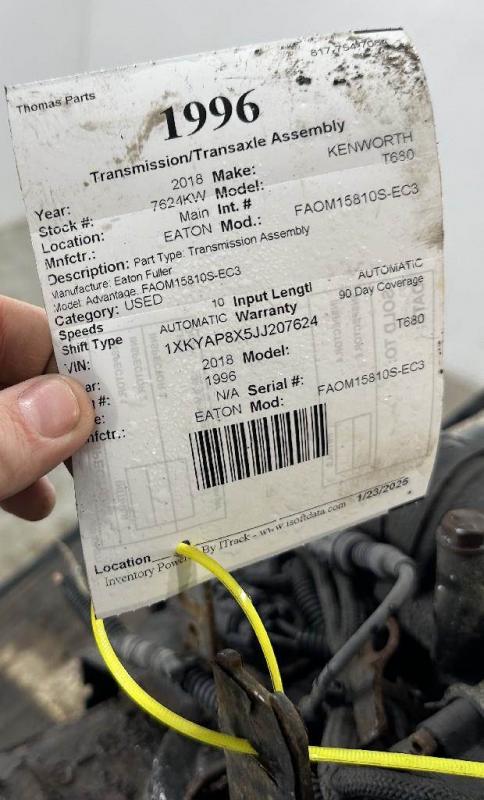 Thomas Parts
1996
Transmission/Transaxle Assembly
Year: 2018 Make: KENWORTH
Stock #: 7624KW Model: T680
Location: Main Int. #
Mnfctr.: EATON Mod.: FAOM15810S-EC3
Description: Part Type: Transmission Assembly
Manufacture: Eaton Fuller
Model: Advantage, FAOM15810S-EC3
Category: USED
Speeds 10 Input Lengtl AUTOMATIC
Shift Type AUTOMATIC Warranty 90 Day Coverage
VIN: 1XKYAP8X5JJ207624
ar: 2018 Model: T680
#: 1996
e: N/A Serial #:
nfctr.: EATON Mod: FAOM15810S-EC3
Location
1/23/2025
Inventory Powered By ITrack - www.isoftdata.com